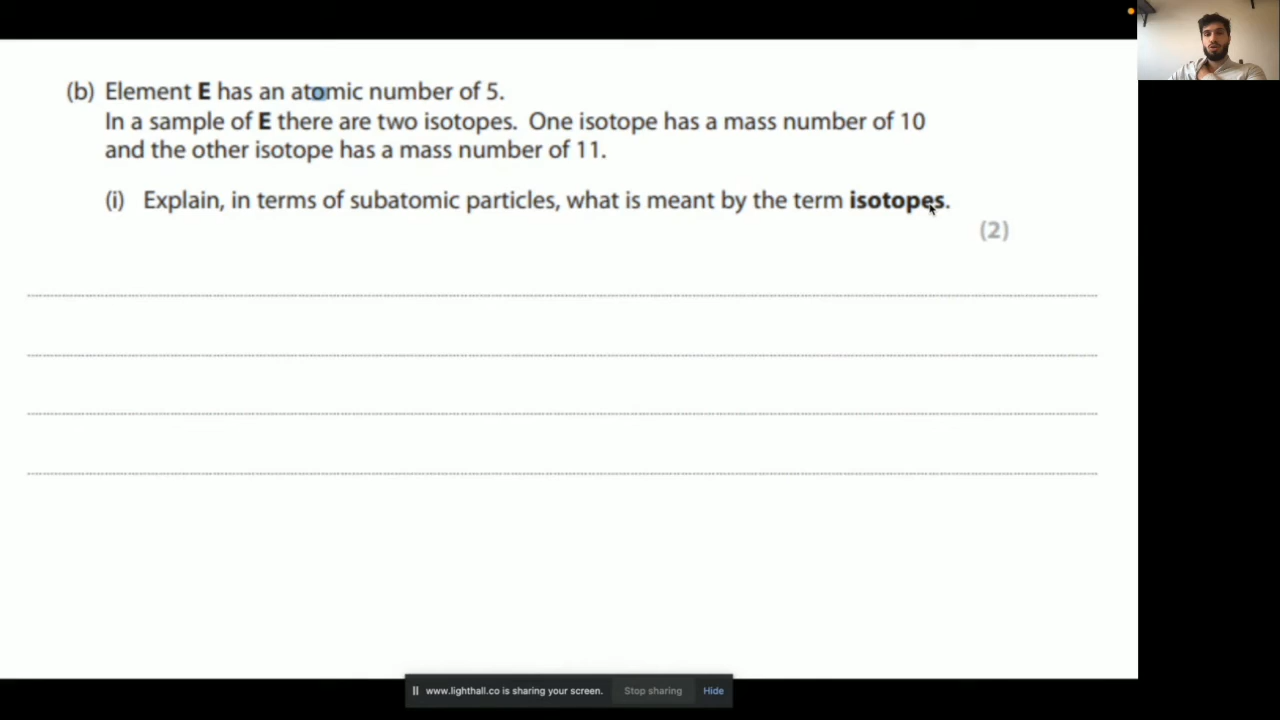 (b) Element E has an atomic number of 5.
In a sample of E there are two isotopes. One isotope has a mass number of 10
and the other isotope has a mass number of 11.
(i) Explain, in terms of subatomic particles, what is meant by the term isotopes.
(2)
www.lighthall.co is sharing your screen. Stop sharing Hide